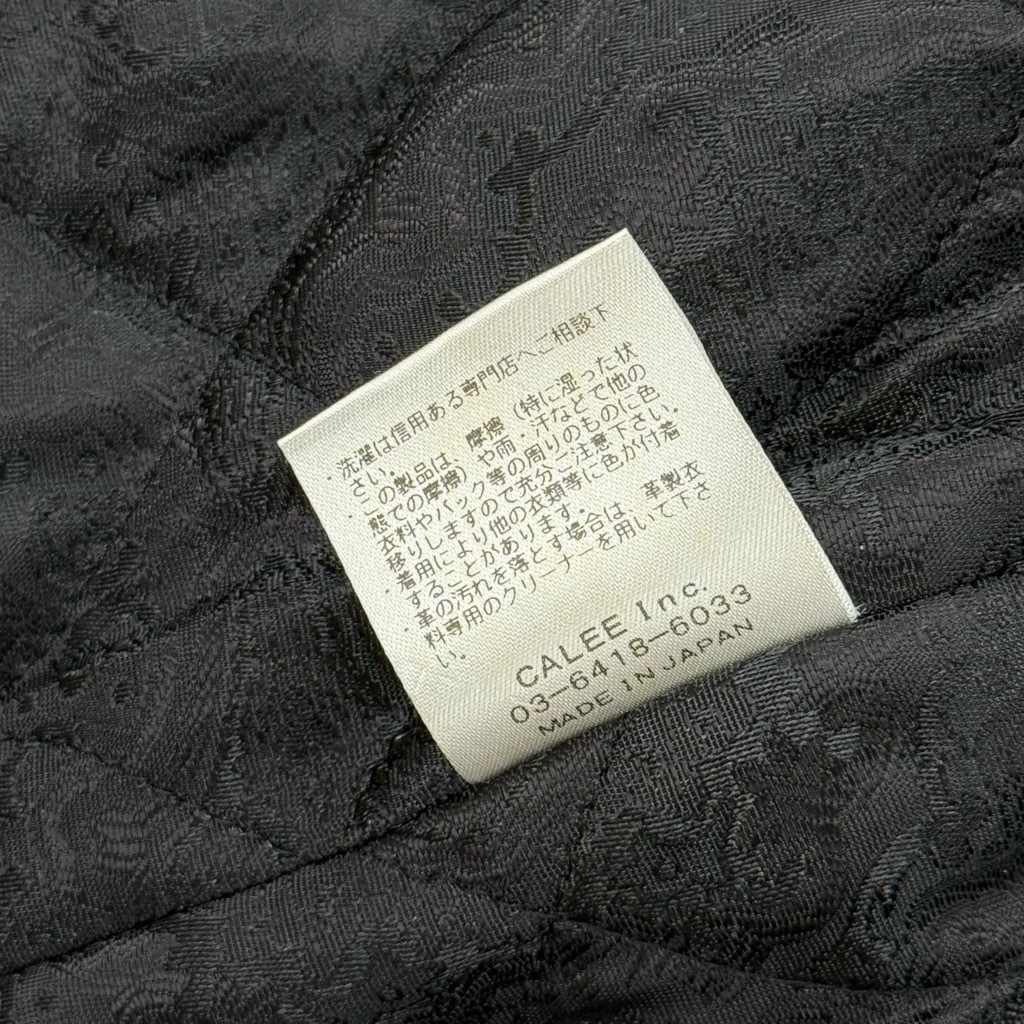 ・洗濯は信用ある専門店へご相談下
さい。
・この製品は、摩擦（特に湿った状
態での摩擦）や雨・汗などで他の
衣料やバック等の周りのものに色
移りしますので充分ご注意下さい。
着用により他の衣類等に色が付着
することがあります。
・革の汚れを落とす場合は 革製衣
料専用のクリーナーを用いて下さ
い。
CALEE Inc.
03-6418-6033
MADE IN JAPAN